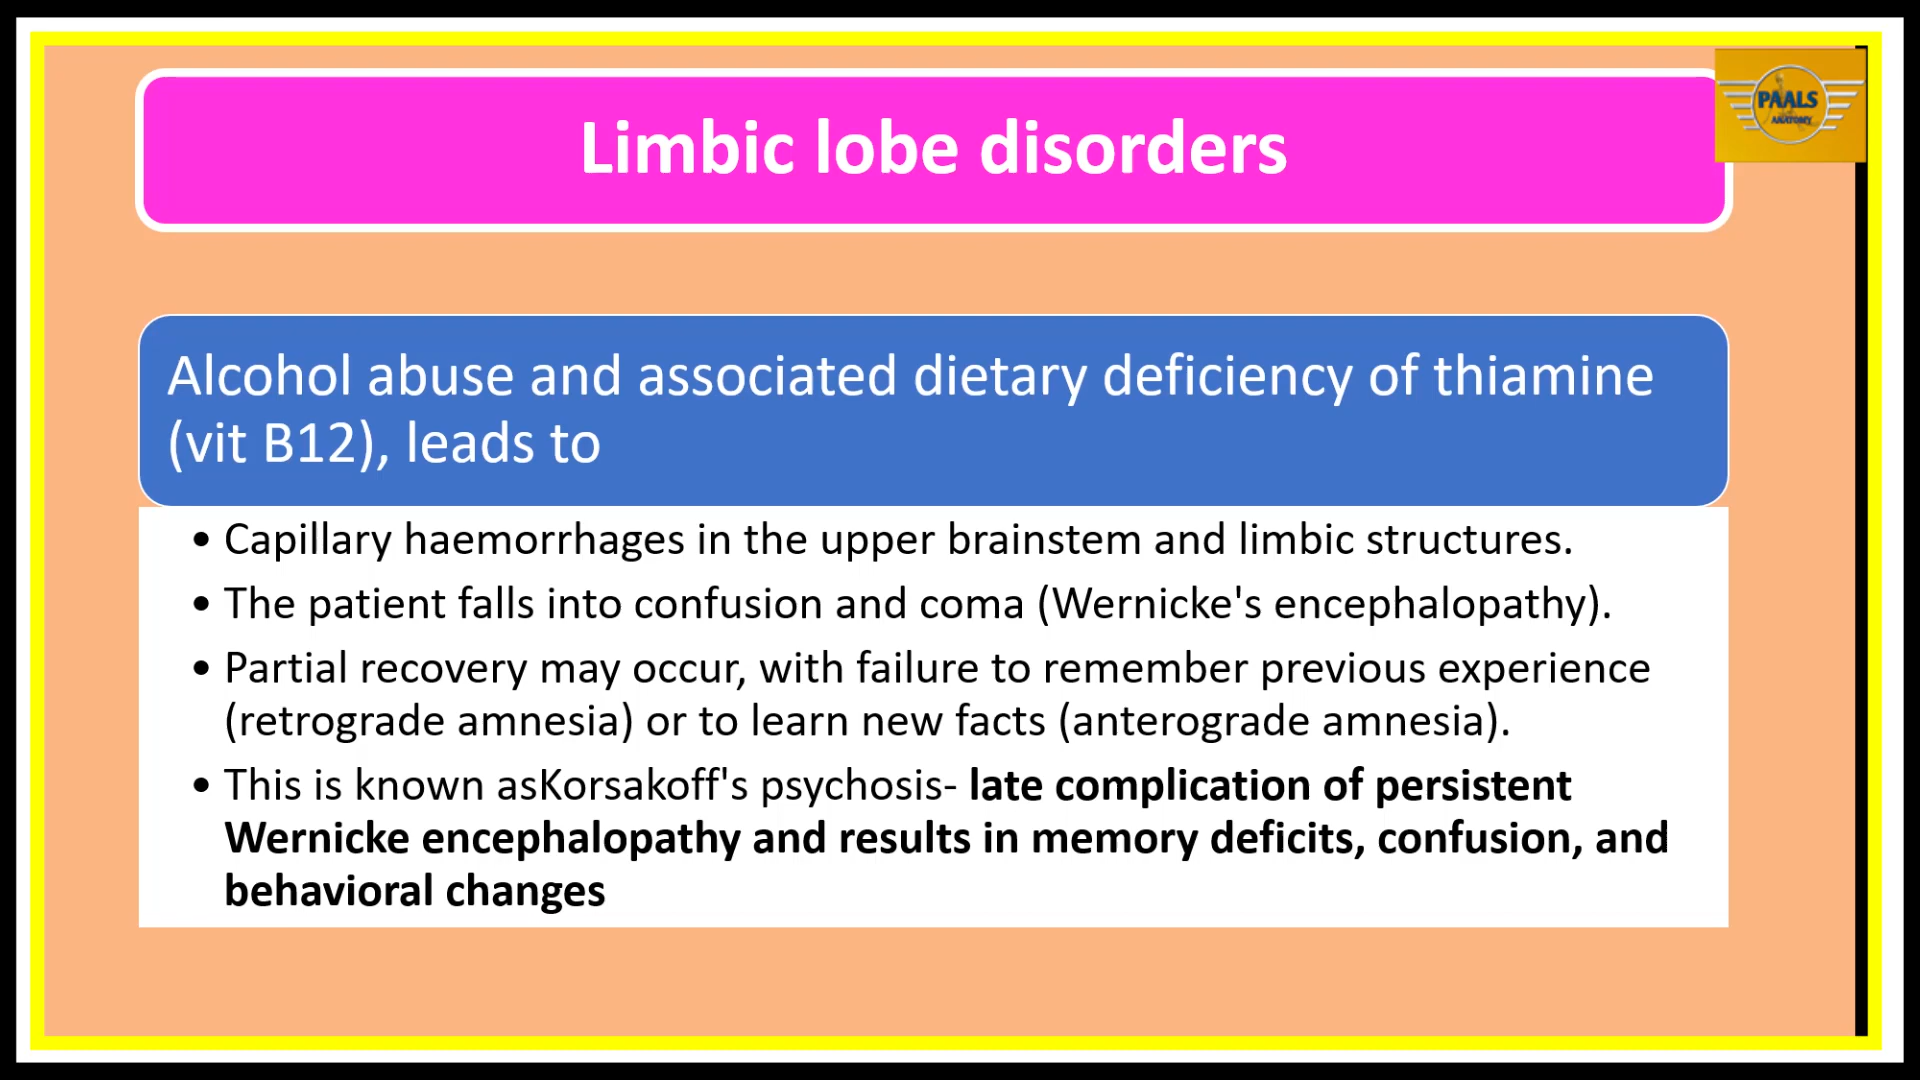 Limbic lobe disorders
PAALS
ANATOMY
Alcohol abuse and associated dietary deficiency of thiamine
(vit B12), leads to
• Capillary haemorrhages in the upper brainstem and limbic structures.
• The patient falls into confusion and coma (Wernicke's encephalopathy).
• Partial recovery may occur, with failure to remember previous experience
(retrograde amnesia) or to learn new facts (anterograde amnesia).
• This is known asKorsakoff's psychosis- late complication of persistent
Wernicke encephalopathy and results in memory deficits, confusion, and
behavioral changes